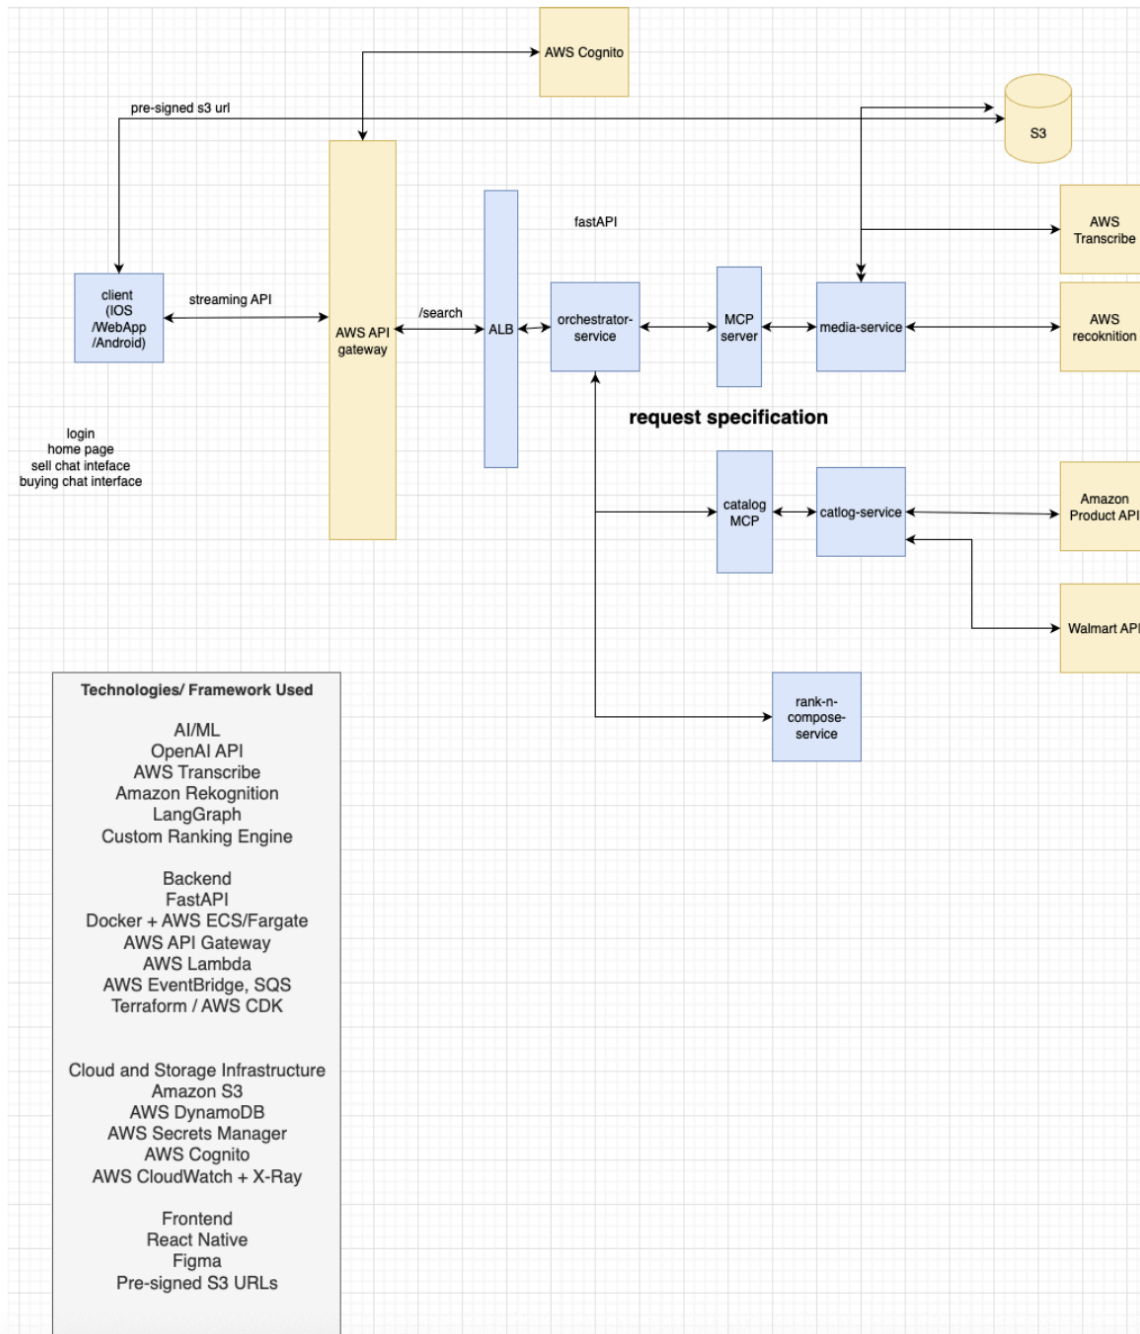 AWS Cognito
pre-signed s3 url
S3
fastAPI
AWS
Transcribe
client
(IOS
/WebApp
/Android)
streaming API
AWS API
gateway
/search
ALB
orchestrator-
service
MCP
server
media-service
AWS
recoknition
request specification
login
home page
sell chat inteface
buying chat interface
catalog
MCP
catlog-service
Amazon
Product API
Walmart API
rank-n-
compose-
service
Technologies/ Framework Used
AI/ML
OpenAI API
AWS Transcribe
Amazon Rekognition
LangGraph
Custom Ranking Engine
Backend
FastAPI
Docker + AWS ECS/Fargate
AWS API Gateway
AWS Lambda
AWS EventBridge, SQS
Terraform / AWS CDK
Cloud and Storage Infrastructure
Amazon S3
AWS DynamoDB
AWS Secrets Manager
AWS Cognito
AWS CloudWatch + X-Ray
Frontend
React Native
Figma
Pre-signed S3 URLs